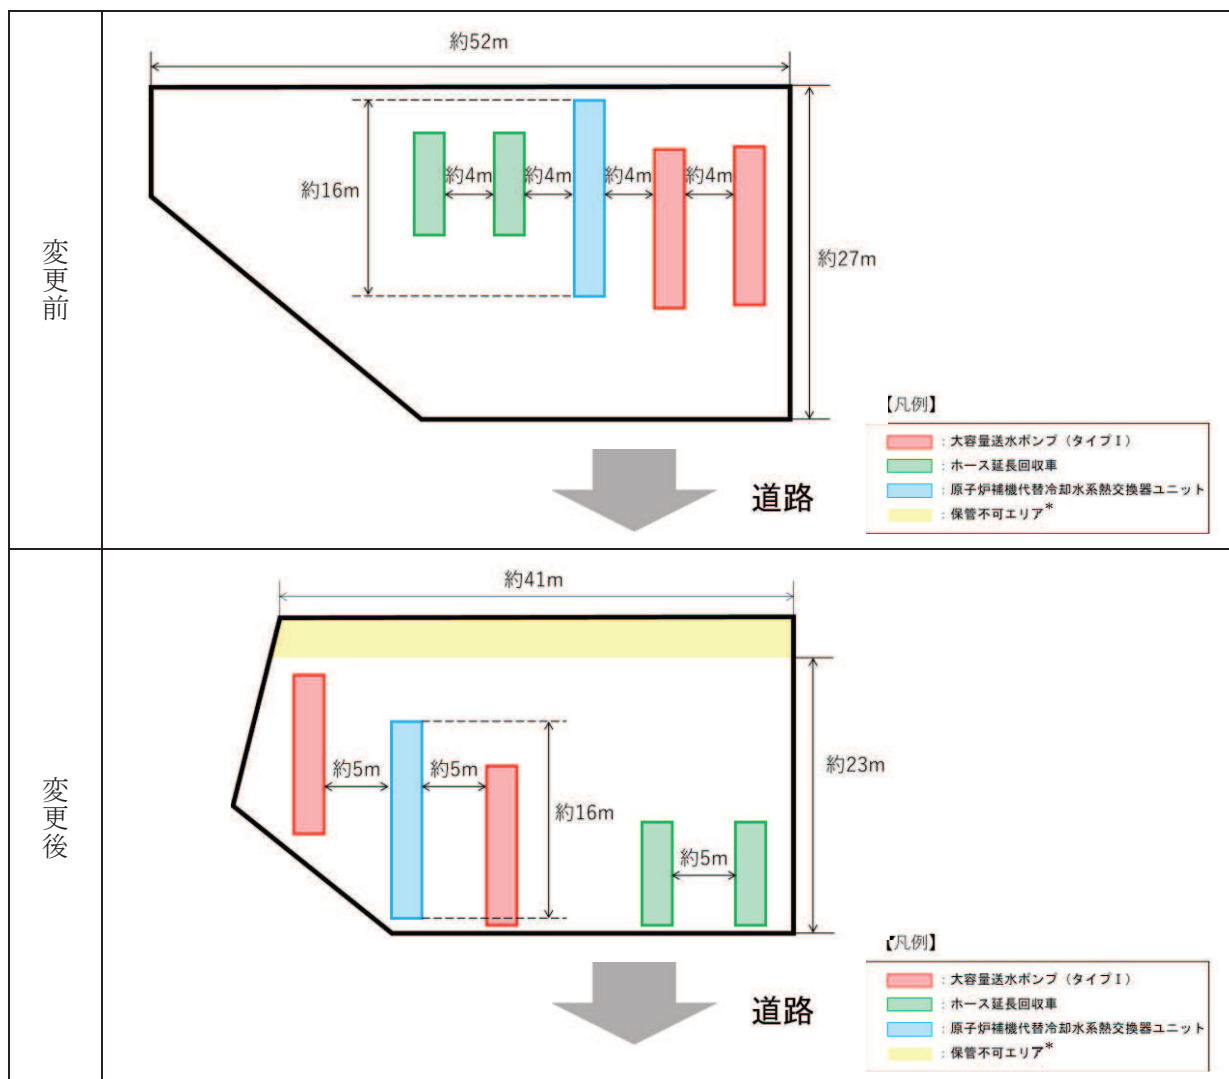 変更前
約52m
約4m
約4m
約4m
約4m
約16m
約27m
道路
【凡例】
：大容量送水ポンプ（タイプⅠ）
：ホース延長回収車
：原子炉補機代替冷却水系熱交換器ユニット
：保管不可エリア*
変更後
約41m
約5m
約5m
約23m
約16m
約5m
道路
【凡例】
：大容量送水ポンプ（タイプⅠ）
：ホース延長回収車
：原子炉補機代替冷却水系熱交換器ユニット
：保管不可エリア*